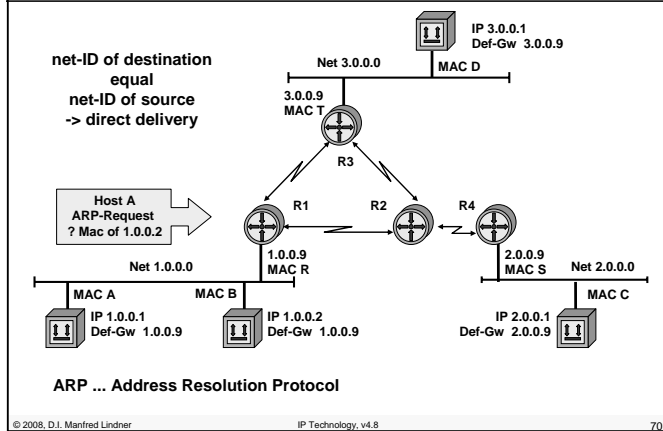 IP 3.0.0.1
Def-Gw 3.0.0.9
net-ID of destination
equal
net-ID of source
-> direct delivery
Net 3.0.0.0
MAC D
3.0.0.9
MAC T
R3
Host A
ARP-Request
? Mac of 1.0.0.2
R1
R2
R4
1.0.0.9
MAC R
2.0.0.9
MAC S
Net 1.0.0.0
Net 2.0.0.0
MAC A
MAC B
MAC C
IP 1.0.0.1
Def-Gw 1.0.0.9
IP 1.0.0.2
Def-Gw 1.0.0.9
IP 2.0.0.1
Def-Gw 2.0.0.9
ARP ... Address Resolution Protocol
© 2008, D.I. Manfred Lindner
IP Technology, v4.8
70